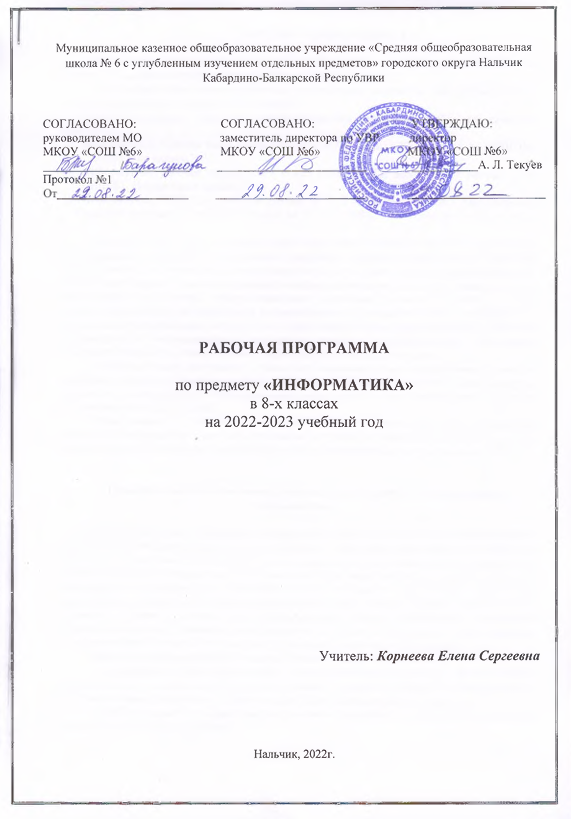 Муниципальное казенное общеобразовательное учреждение «Средняя общеобразовательная
школа № 6 с углубленным изучением отдельных предметов» городского округа Нальчик
Кабардино-Балкарской Республики
СОГЛАСОВАНО: СОГЛАСОВАНО: УТВЕРЖДАЮ:
руководителем МО заместитель директора по УВР директор
МКОУ «СОШ №6» МКОУ «СОШ №6» МКОУ «СОШ №6»
А. Л. Текуев
Протокол №1
От 29.08.22 29.08.22 22
РАБОЧАЯ ПРОГРАММА
по предмету «ИНФОРМАТИКА»
в 8-х классах
на 2022-2023 учебный год
Учитель: Корнеева Елена Сергеевна
Нальчик, 2022г.